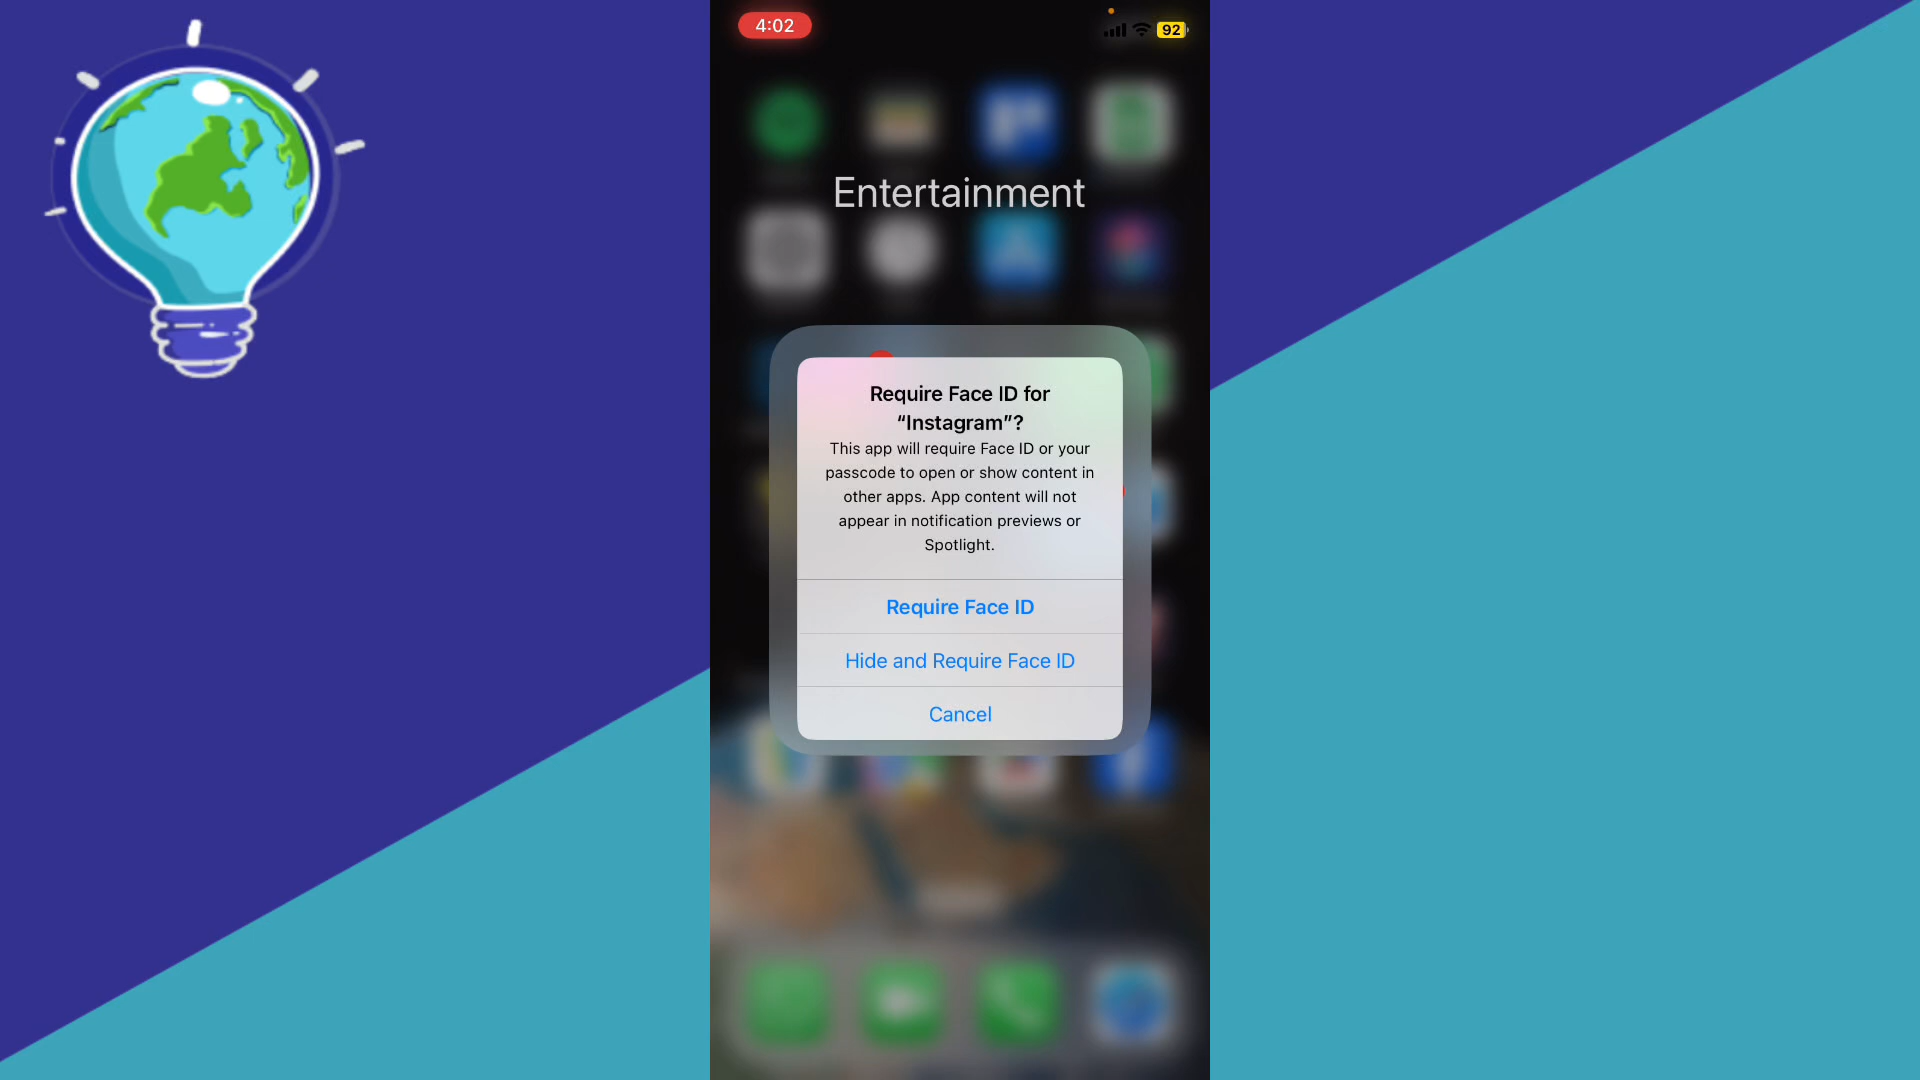 4:02
92
Entertainment
Require Face ID for
“Instagram”?
This app will require Face ID or your
passcode to open or show content in
other apps. App content will not
appear in notification previews or
Spotlight.
Require Face ID
Hide and Require Face ID
Cancel